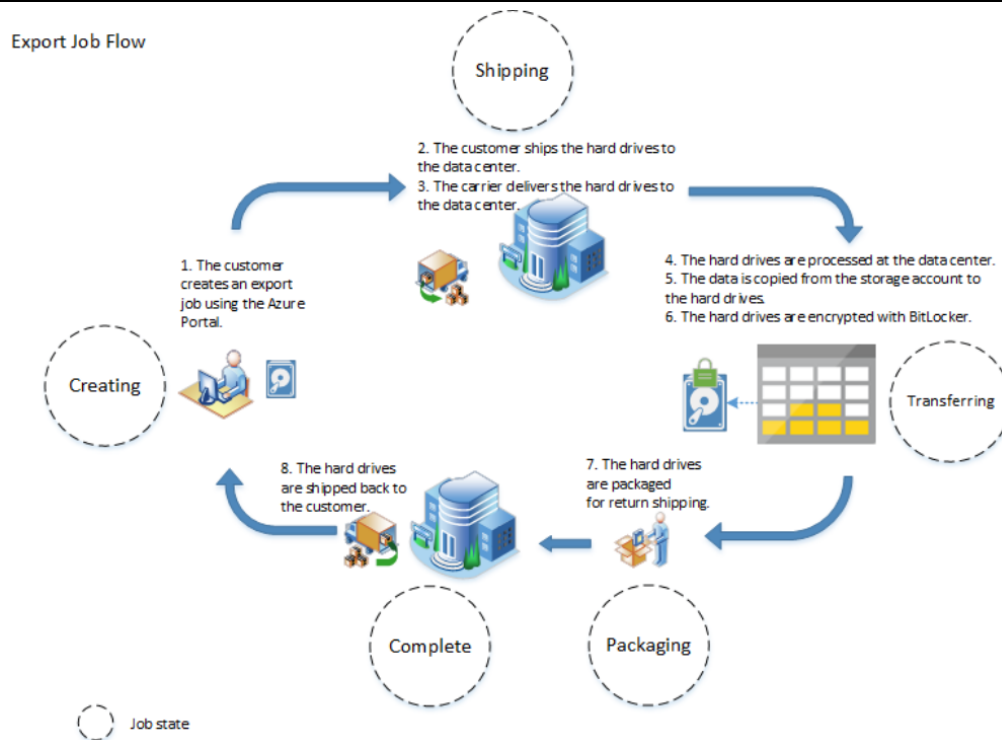 Export Job Flow
Shipping
2. The customer ships the hard drives to
the data center.
3. The carrier delivers the hard drives to
the data center.
1. The customer
creates an export
job using the Azure
Portal.
4. The hard drives are processed at the data center.
5. The data is copied from the storage account to
the hard drives.
6. The hard drives are encrypted with BitLocker.
Creating
Transferring
8. The hard drives
are shipped back to
the customer.
7. The hard drives
are packaged
for return shipping.
Complete
Packaging
Job state